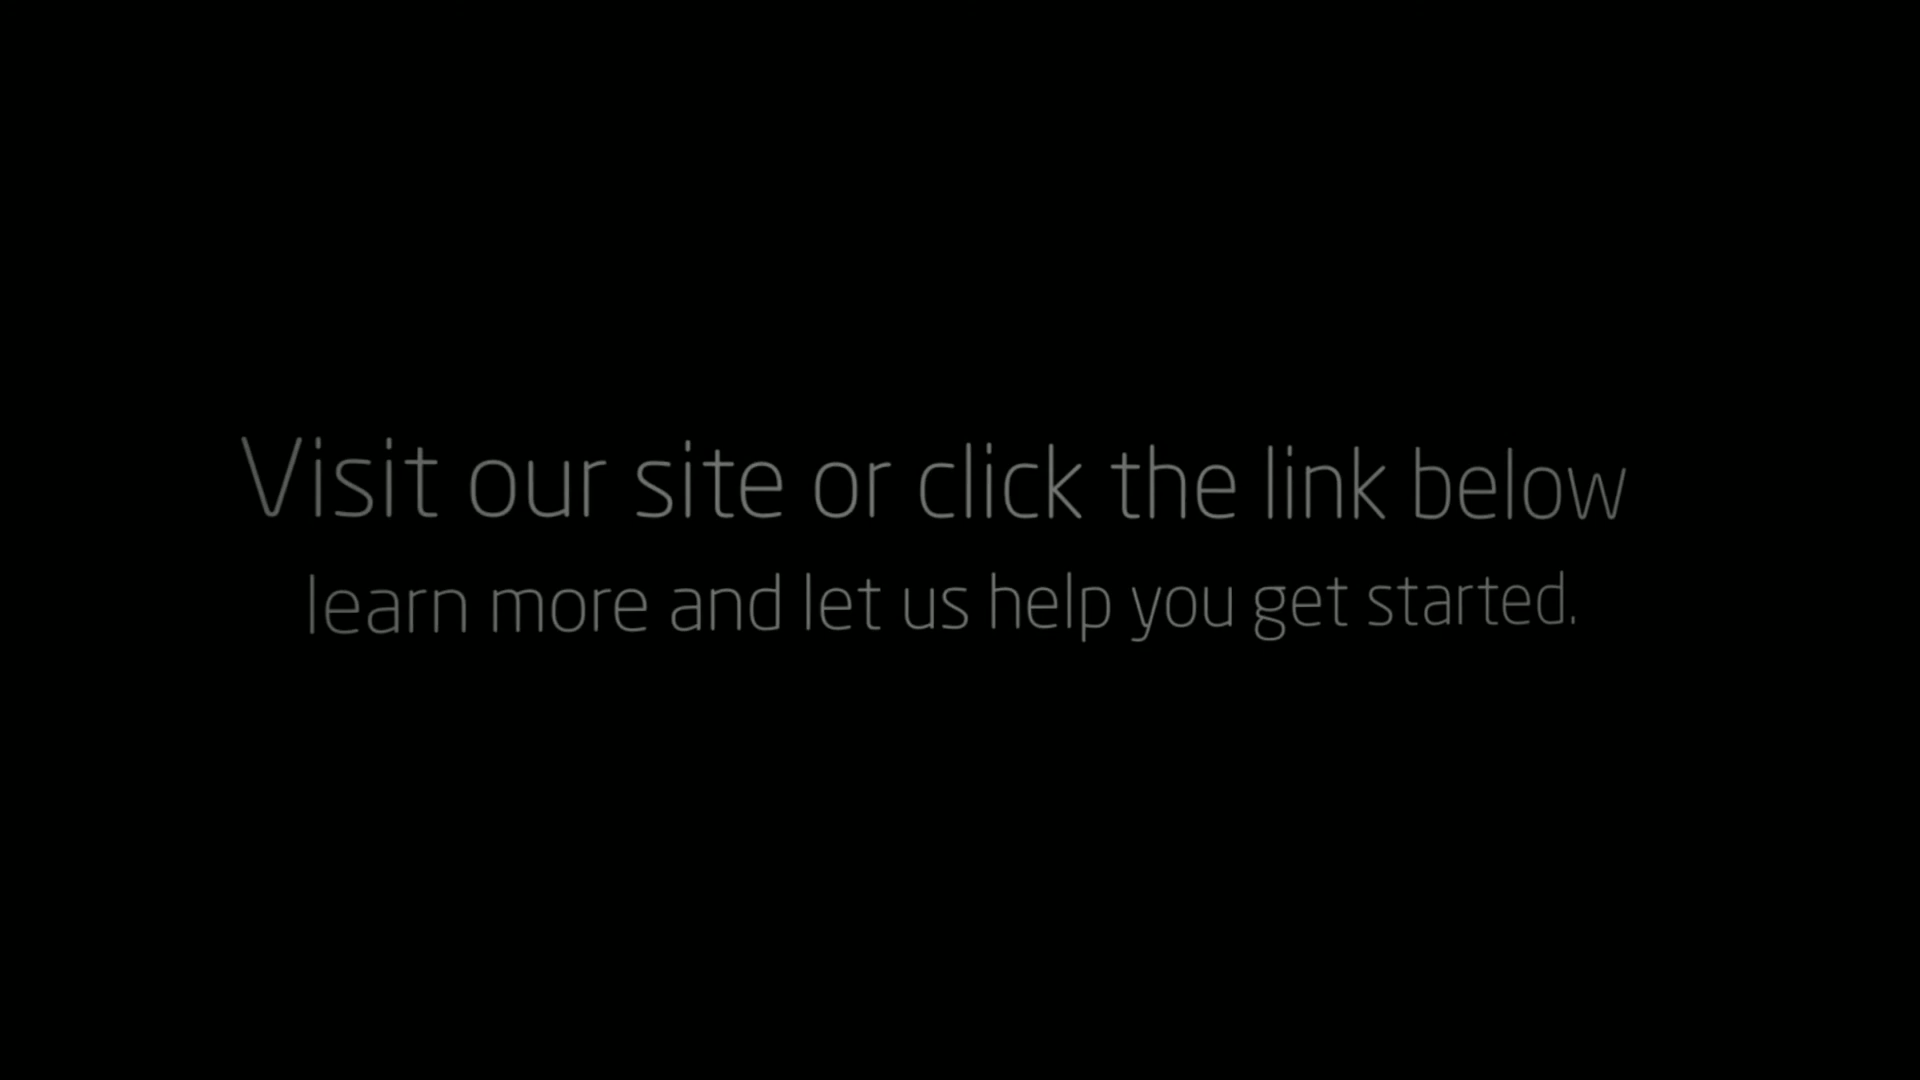 Visit our site or click the link below
learn more and let us help you get started.